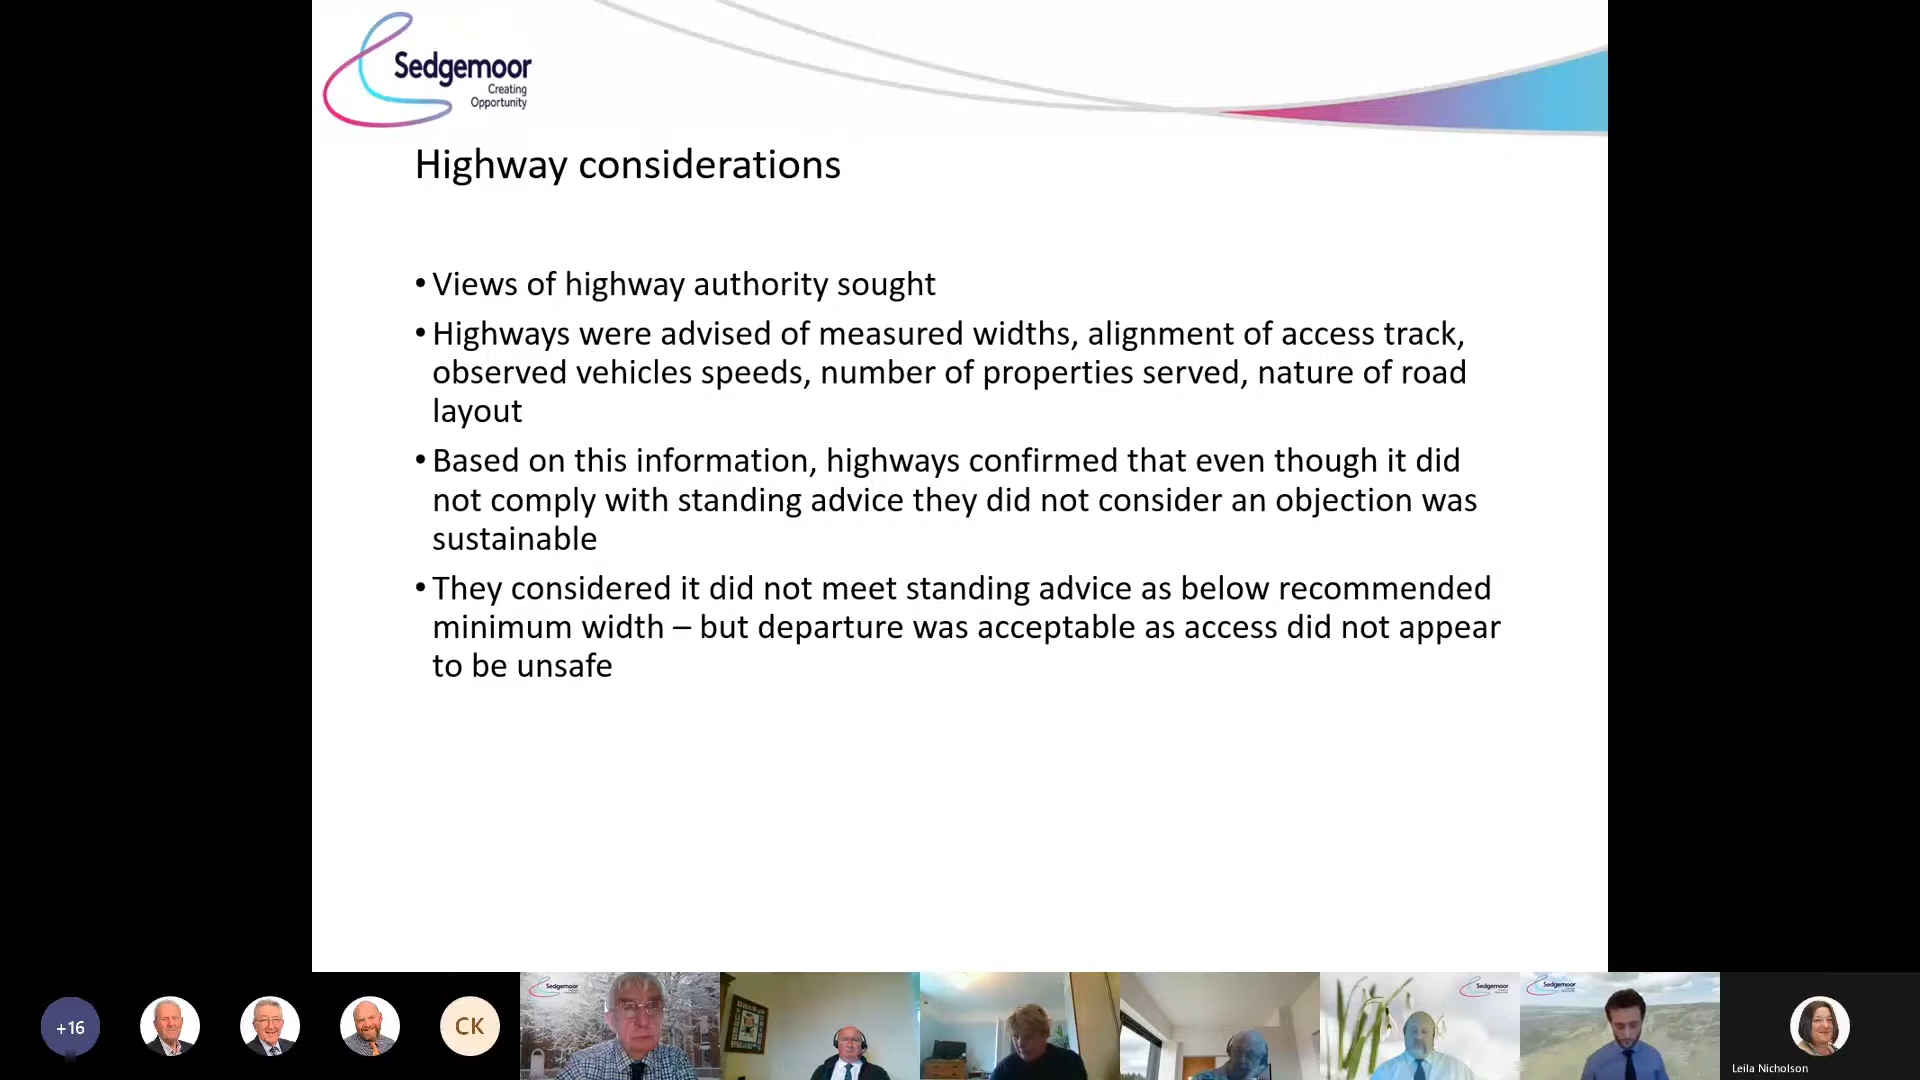 Sedgemoor
Creating
Opportunity
Highway considerations
• Views of highway authority sought
• Highways were advised of measured widths, alignment of access track,
observed vehicles speeds, number of properties served, nature of road
layout
• Based on this information, highways confirmed that even though it did
not comply with standing advice they did not consider an objection was
sustainable
• They considered it did not meet standing advice as below recommended
minimum width – but departure was acceptable as access did not appear
to be unsafe
+16
CK
Sedgemoor
Sedgemoor
Sedgemoor
Leila Nicholson